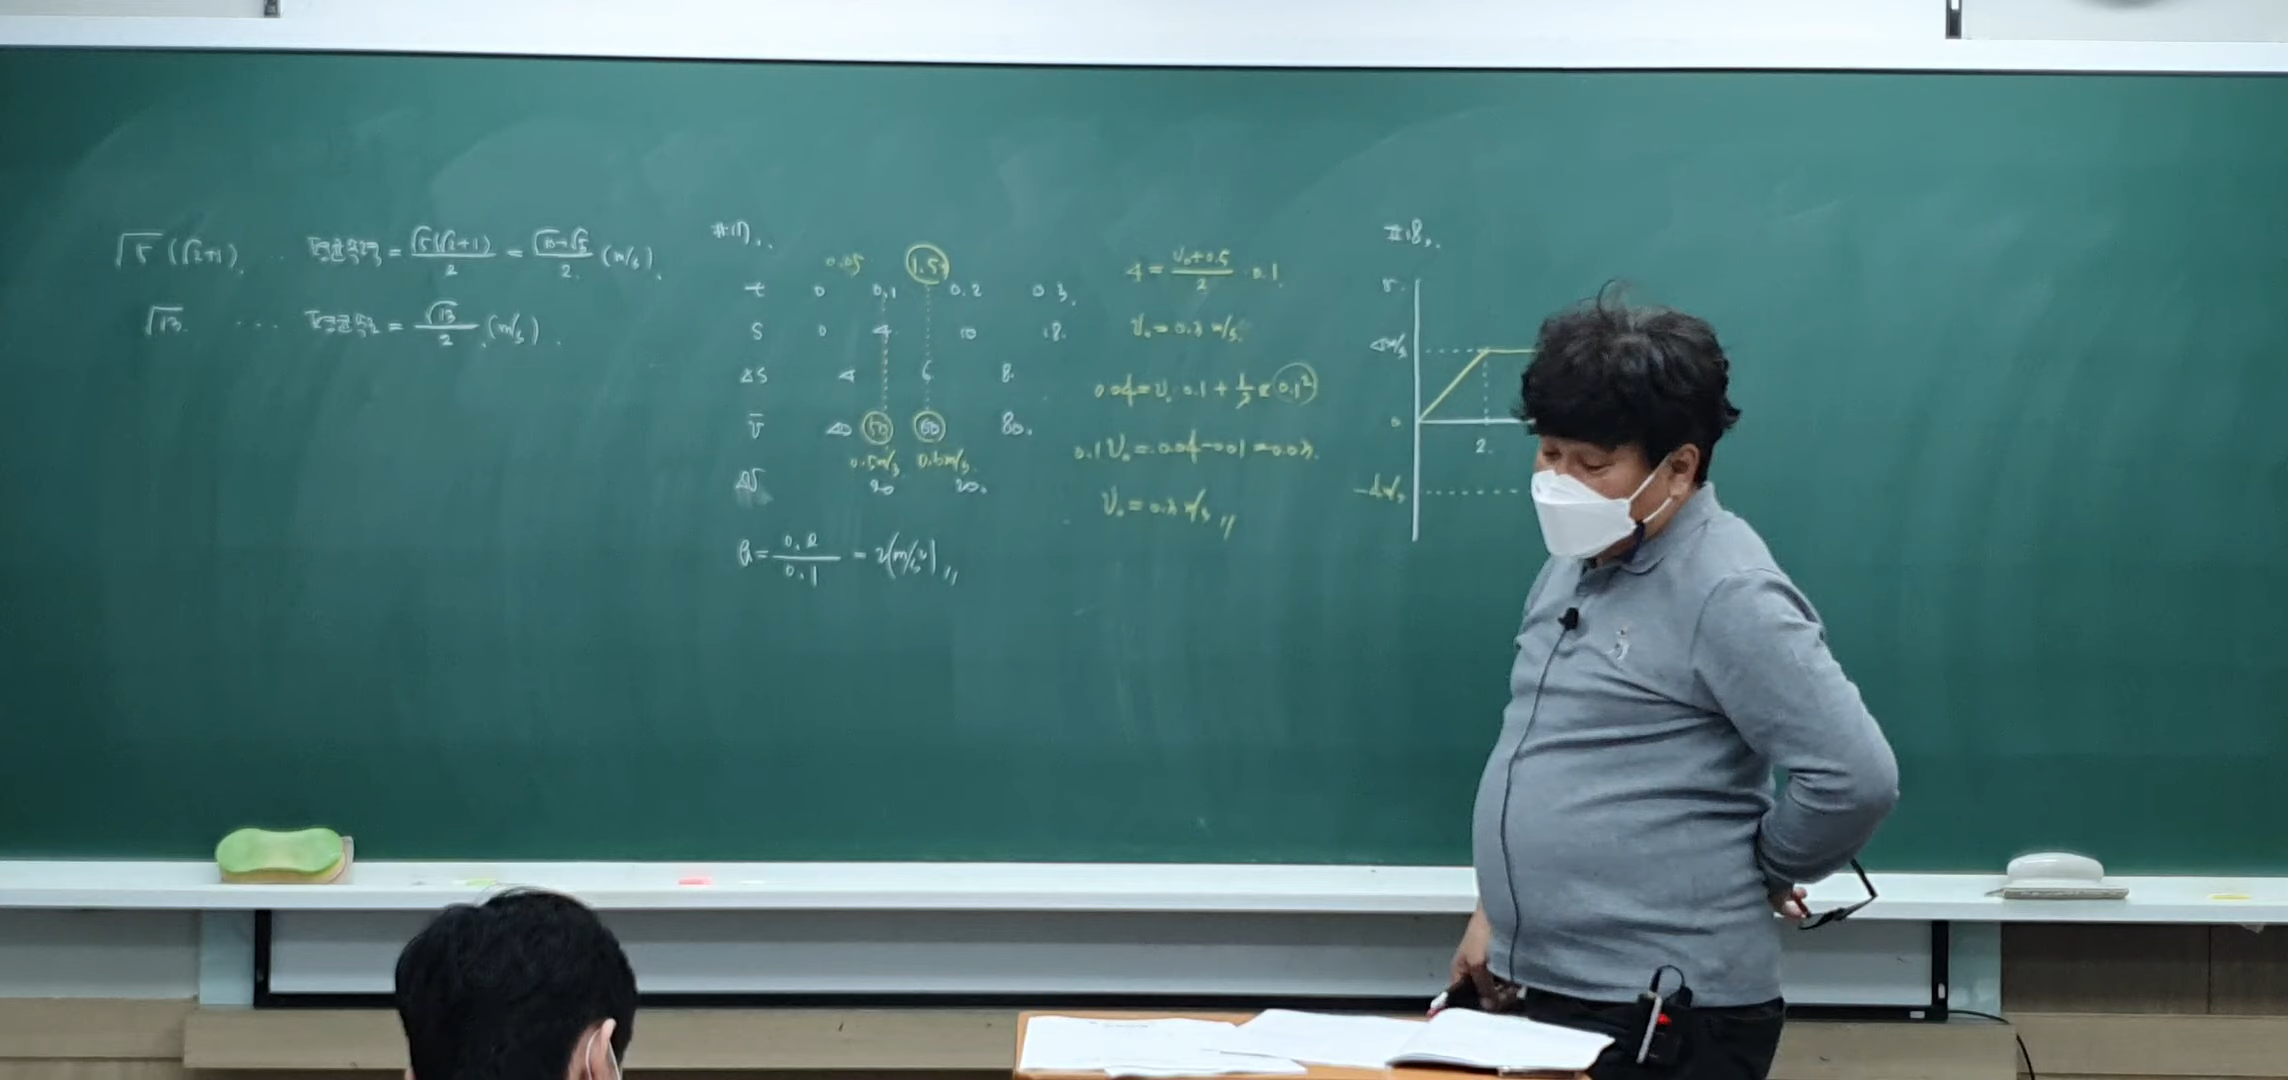 √5 (√2+1) ... 평균속력 = √5(√2+1)/2 = √10+√5/2 (m/s).
√13. ... 평균속도 = √13/2 (m/s).
#17.
0.05 1.5
t 0 0.1 0.2 0.3.
S 0 4 10 18.
ΔS 4 6 8.
v̄ 40 50 60 80.
0.5m/s 0.6m/s.
Δv 20 20.
a = 0.2/0.1 = 2(m/s²)〃
4 = v₀+0.5/2 · 0.1.
v₀ = 0.3 m/s.
0.04 = v₀ 0.1 + 1/2 a 0.1²
0.1 v₀ = 0.04 - 0.01 = 0.03.
v₀ = 0.3 m/s〃
#18.
v.
0
2.